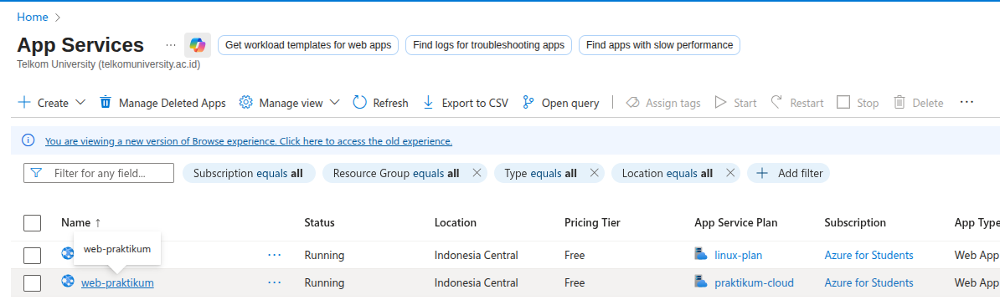 Home >
App Services ...
Get workload templates for web apps
Find logs for troubleshooting apps
Find apps with slow performance
Telkom University (telkomuniversity.ac.id)
Create Manage Deleted Apps Manage view Refresh Export to CSV Open query Assign tags Start Restart Stop Delete ...
You are viewing a new version of Browse experience. Click here to access the old experience.
Filter for any field... Subscription equals all Resource Group equals all Type equals all Location equals all Add filter
Name ↑ Status Location Pricing Tier App Service Plan Subscription App Type
web-praktikum
... Running Indonesia Central Free linux-plan Azure for Students Web App
web-praktikum ... Running Indonesia Central Free praktikum-cloud Azure for Students Web App